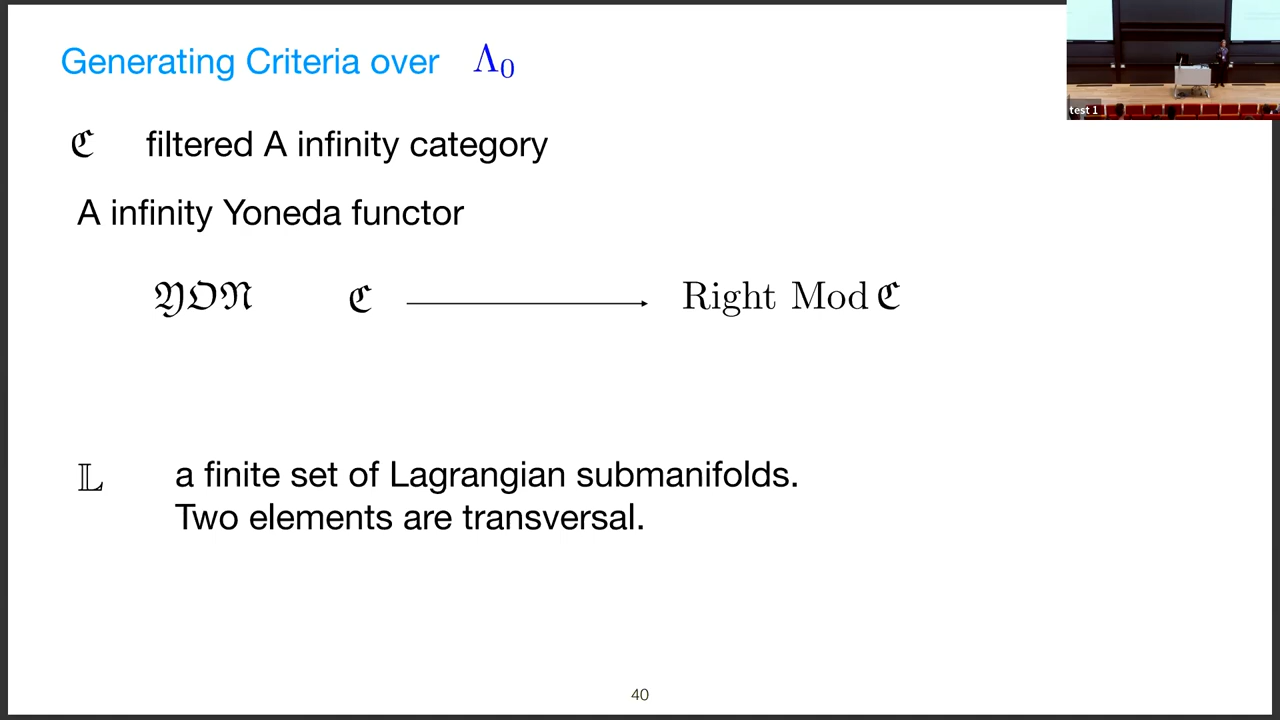 Generating Criteria over Λ₀
ℭ filtered A infinity category
A infinity Yoneda functor
𝔜𝔒𝔑 ℭ ⟶ Right Mod ℭ
𝕃 a finite set of Lagrangian submanifolds.
Two elements are transversal.
40
test 1